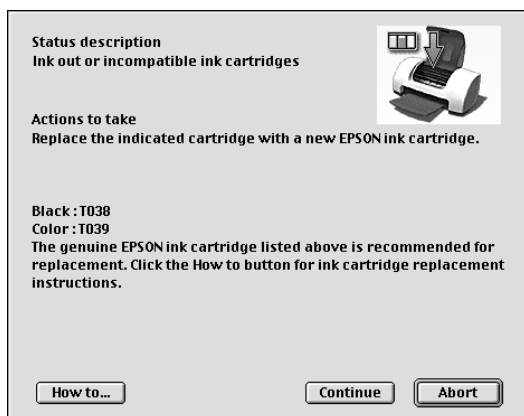 Status description
Ink out or incompatible ink cartridges
Actions to take
Replace the indicated cartridge with a new EPSON ink cartridge.
Black : T038
Color : T039
The genuine EPSON ink cartridge listed above is recommended for
replacement. Click the How to button for ink cartridge replacement
instructions.
How to...
Continue
Abort